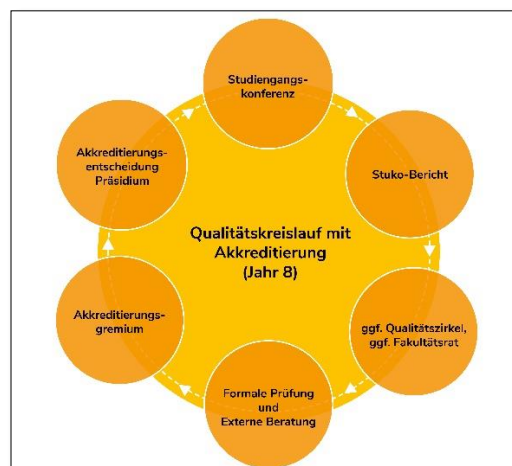 Studiengangs-
konferenz
Stuko-Bericht
ggf. Qualitätszirkel,
ggf. Fakultätsrat
Formale Prüfung
und
Externe Beratung
Akkreditierungs-
gremium
Akkreditierungs-
entscheidung
Präsidium
Qualitätskreislauf mit
Akkreditierung
(Jahr 8)